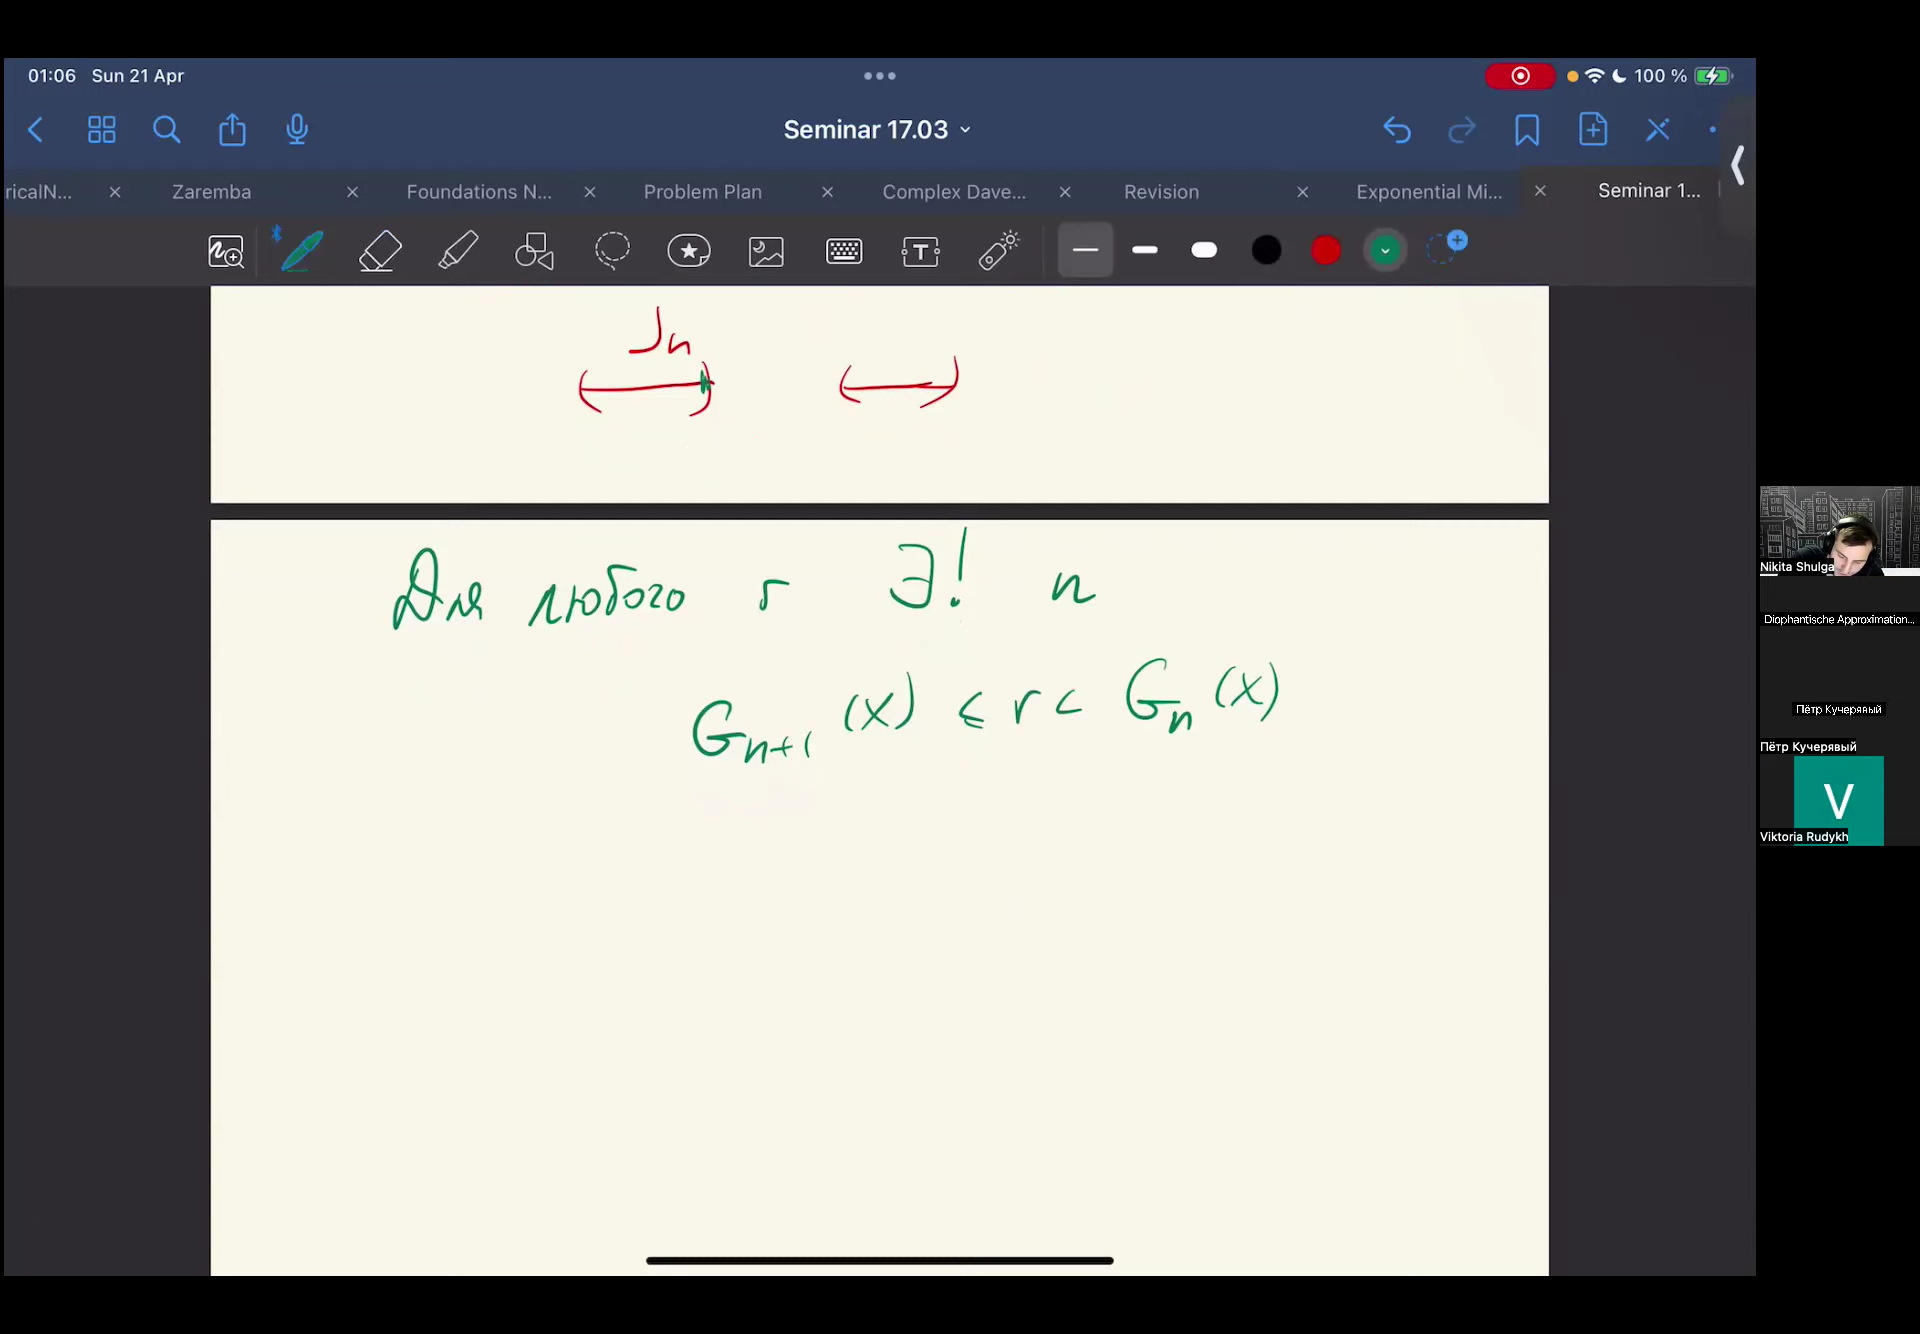 01:06 Sun 21 Apr
100 %
Seminar 17.03
ricalN...
Zaremba
Foundations N...
Problem Plan
Complex Dave...
Revision
Exponential Mi...
Seminar 1...
Jn
Для любого r ∃! n
Gn+1 (x) ≤ r < Gn (x)
Nikita Shulga
Diophantische Approximation...
Пётр Кучерявый
Пётр Кучерявый
V
Viktoria Rudykh